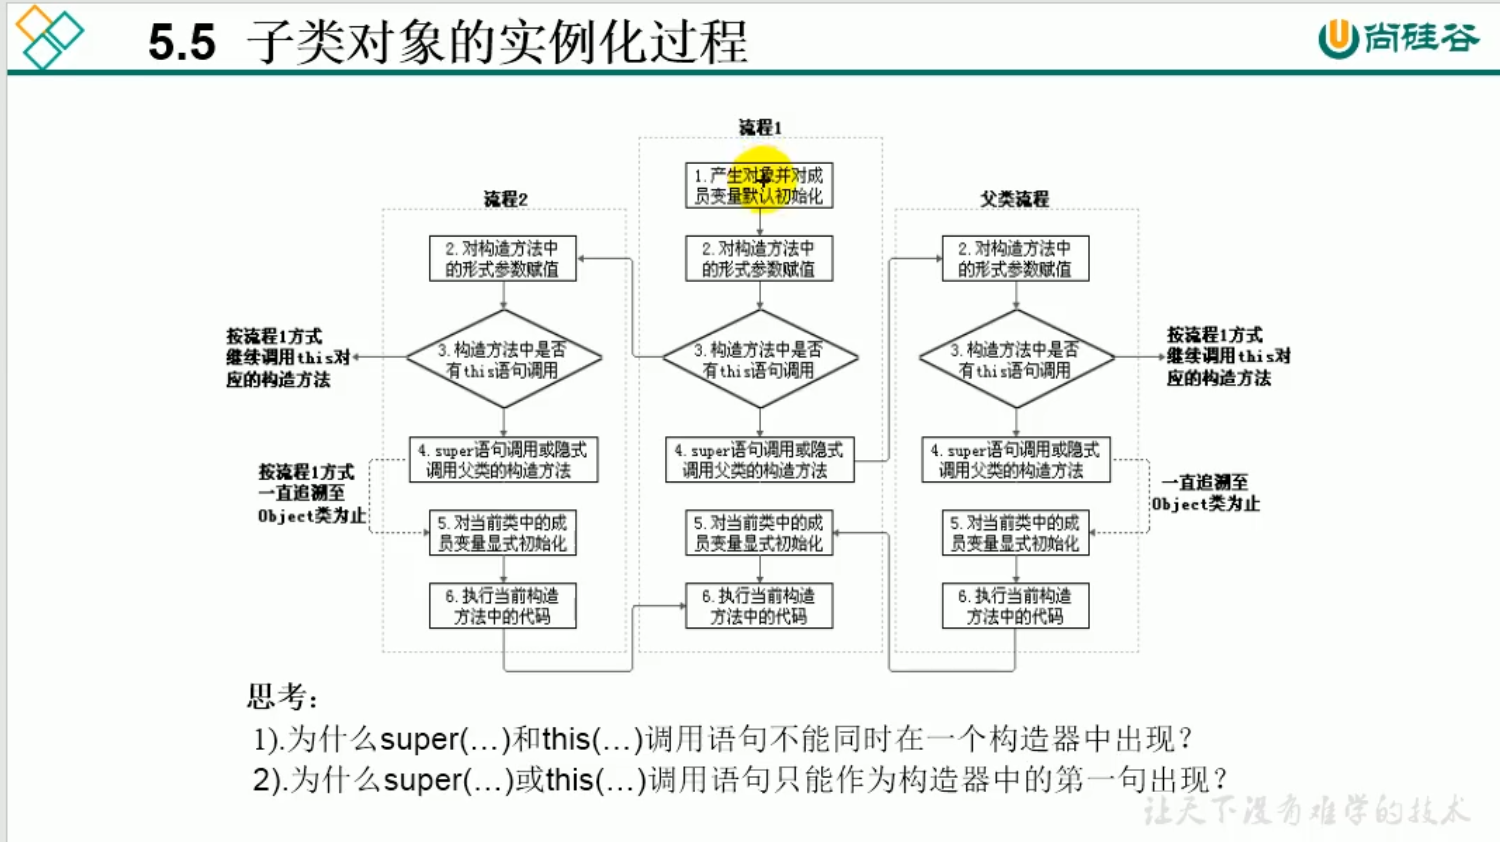 5.5 子类对象的实例化过程
尚硅谷
流程1
1.产生对象并对成
员变量默认初始化
2.对构造方法中
的形式参数赋值
3.构造方法中是否
有this语句调用
4.super语句调用或隐式
调用父类的构造方法
5.对当前类中的成
员变量显式初始化
6.执行当前构造
方法中的代码
流程2
2.对构造方法中
的形式参数赋值
3.构造方法中是否
有this语句调用
按流程1方式
继续调用this对
应的构造方法
4.super语句调用或隐式
调用父类的构造方法
按流程1方式
一直追溯至
Object类为止
5.对当前类中的成
员变量显式初始化
6.执行当前构造
方法中的代码
父类流程
2.对构造方法中
的形式参数赋值
3.构造方法中是否
有this语句调用
按流程1方式
继续调用this对
应的构造方法
4.super语句调用或隐式
调用父类的构造方法
一直追溯至
Object类为止
5.对当前类中的成
员变量显式初始化
6.执行当前构造
方法中的代码
思考：
1).为什么super(…)和this(…)调用语句不能同时在一个构造器中出现？
2).为什么super(…)或this(…)调用语句只能作为构造器中的第一句出现？
让天下没有难学的技术